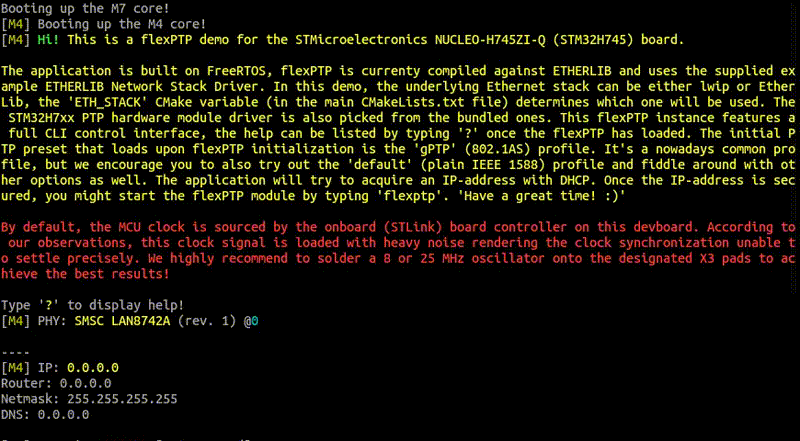 Booting up the M7 core!
[M4] Booting up the M4 core!
[M4] Hi! This is a flexPTP demo for the STMicroelectronics NUCLEO-H745ZI-Q (STM32H745) board.
The application is built on FreeRTOS, flexPTP is currenty compiled against ETHERLIB and uses the supplied ex
ample ETHERLIB Network Stack Driver. In this demo, the underlying Ethernet stack can be either lwip or Ether
Lib, the 'ETH_STACK' CMake variable (in the main CMakeLists.txt file) determines which one will be used. The
STM32H7xx PTP hardware module driver is also picked from the bundled ones. This flexPTP instance features a
full CLI control interface, the help can be listed by typing '?' once the flexPTP has loaded. The initial P
TP preset that loads upon flexPTP initialization is the 'gPTP' (802.1AS) profile. It's a nowadays common pro
file, but we encourage you to also try out the 'default' (plain IEEE 1588) profile and fiddle around with ot
her options as well. The application will try to acquire an IP-address with DHCP. Once the IP-address is sec
ured, you might start the flexPTP module by typing 'flexptp'. 'Have a great time! :)'
By default, the MCU clock is sourced by the onboard (STLink) board controller on this devboard. According to
our observations, this clock signal is loaded with heavy noise rendering the clock synchronization unable t
o settle precisely. We highly recommend to solder a 8 or 25 MHz oscillator onto the designated X3 pads to ac
hieve the best results!
Type '?' to display help!
[M4] PHY: SMSC LAN8742A (rev. 1) @0
----
[M4] IP: 0.0.0.0
Router: 0.0.0.0
Netmask: 255.255.255.255
DNS: 0.0.0.0